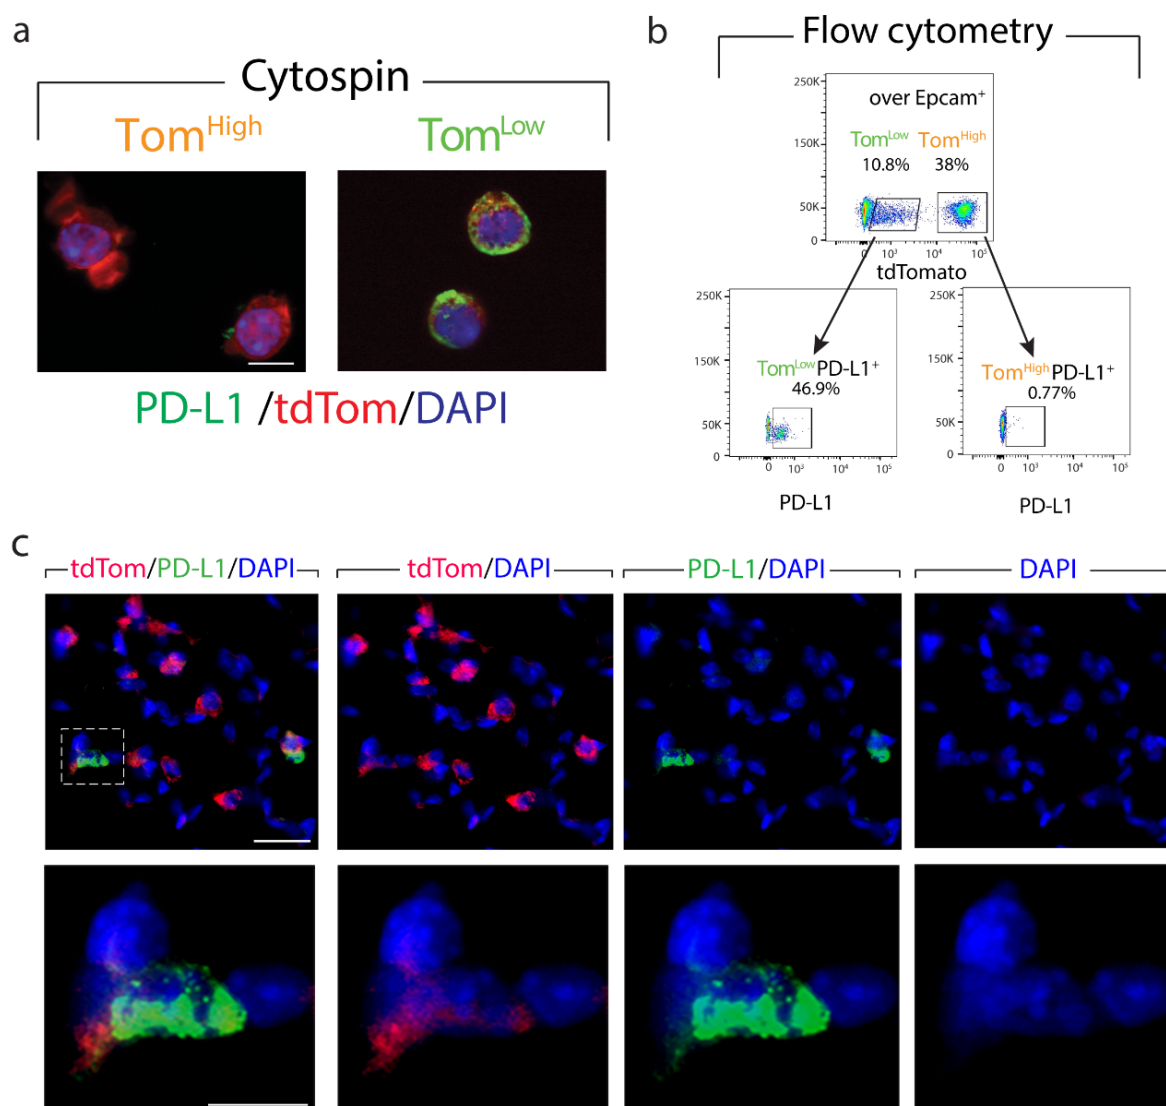 a
Cytospin
TomHigh
TomLow
PD-L1 /tdTom/DAPI
b
Flow cytometry
250K
150K
50K
0
over Epcam+
TomLow
10.8%
TomHigh
38%
0 10³ 10⁴ 10⁵
tdTomato
250K
150K
50K
0
TomLowPD-L1+
46.9%
0 10³ 10⁴ 10⁵
PD-L1
250K
150K
50K
0
TomHighPD-L1+
0.77%
0 10³ 10⁴ 10⁵
PD-L1
c
tdTom/PD-L1/DAPI
tdTom/DAPI
PD-L1/DAPI
DAPI